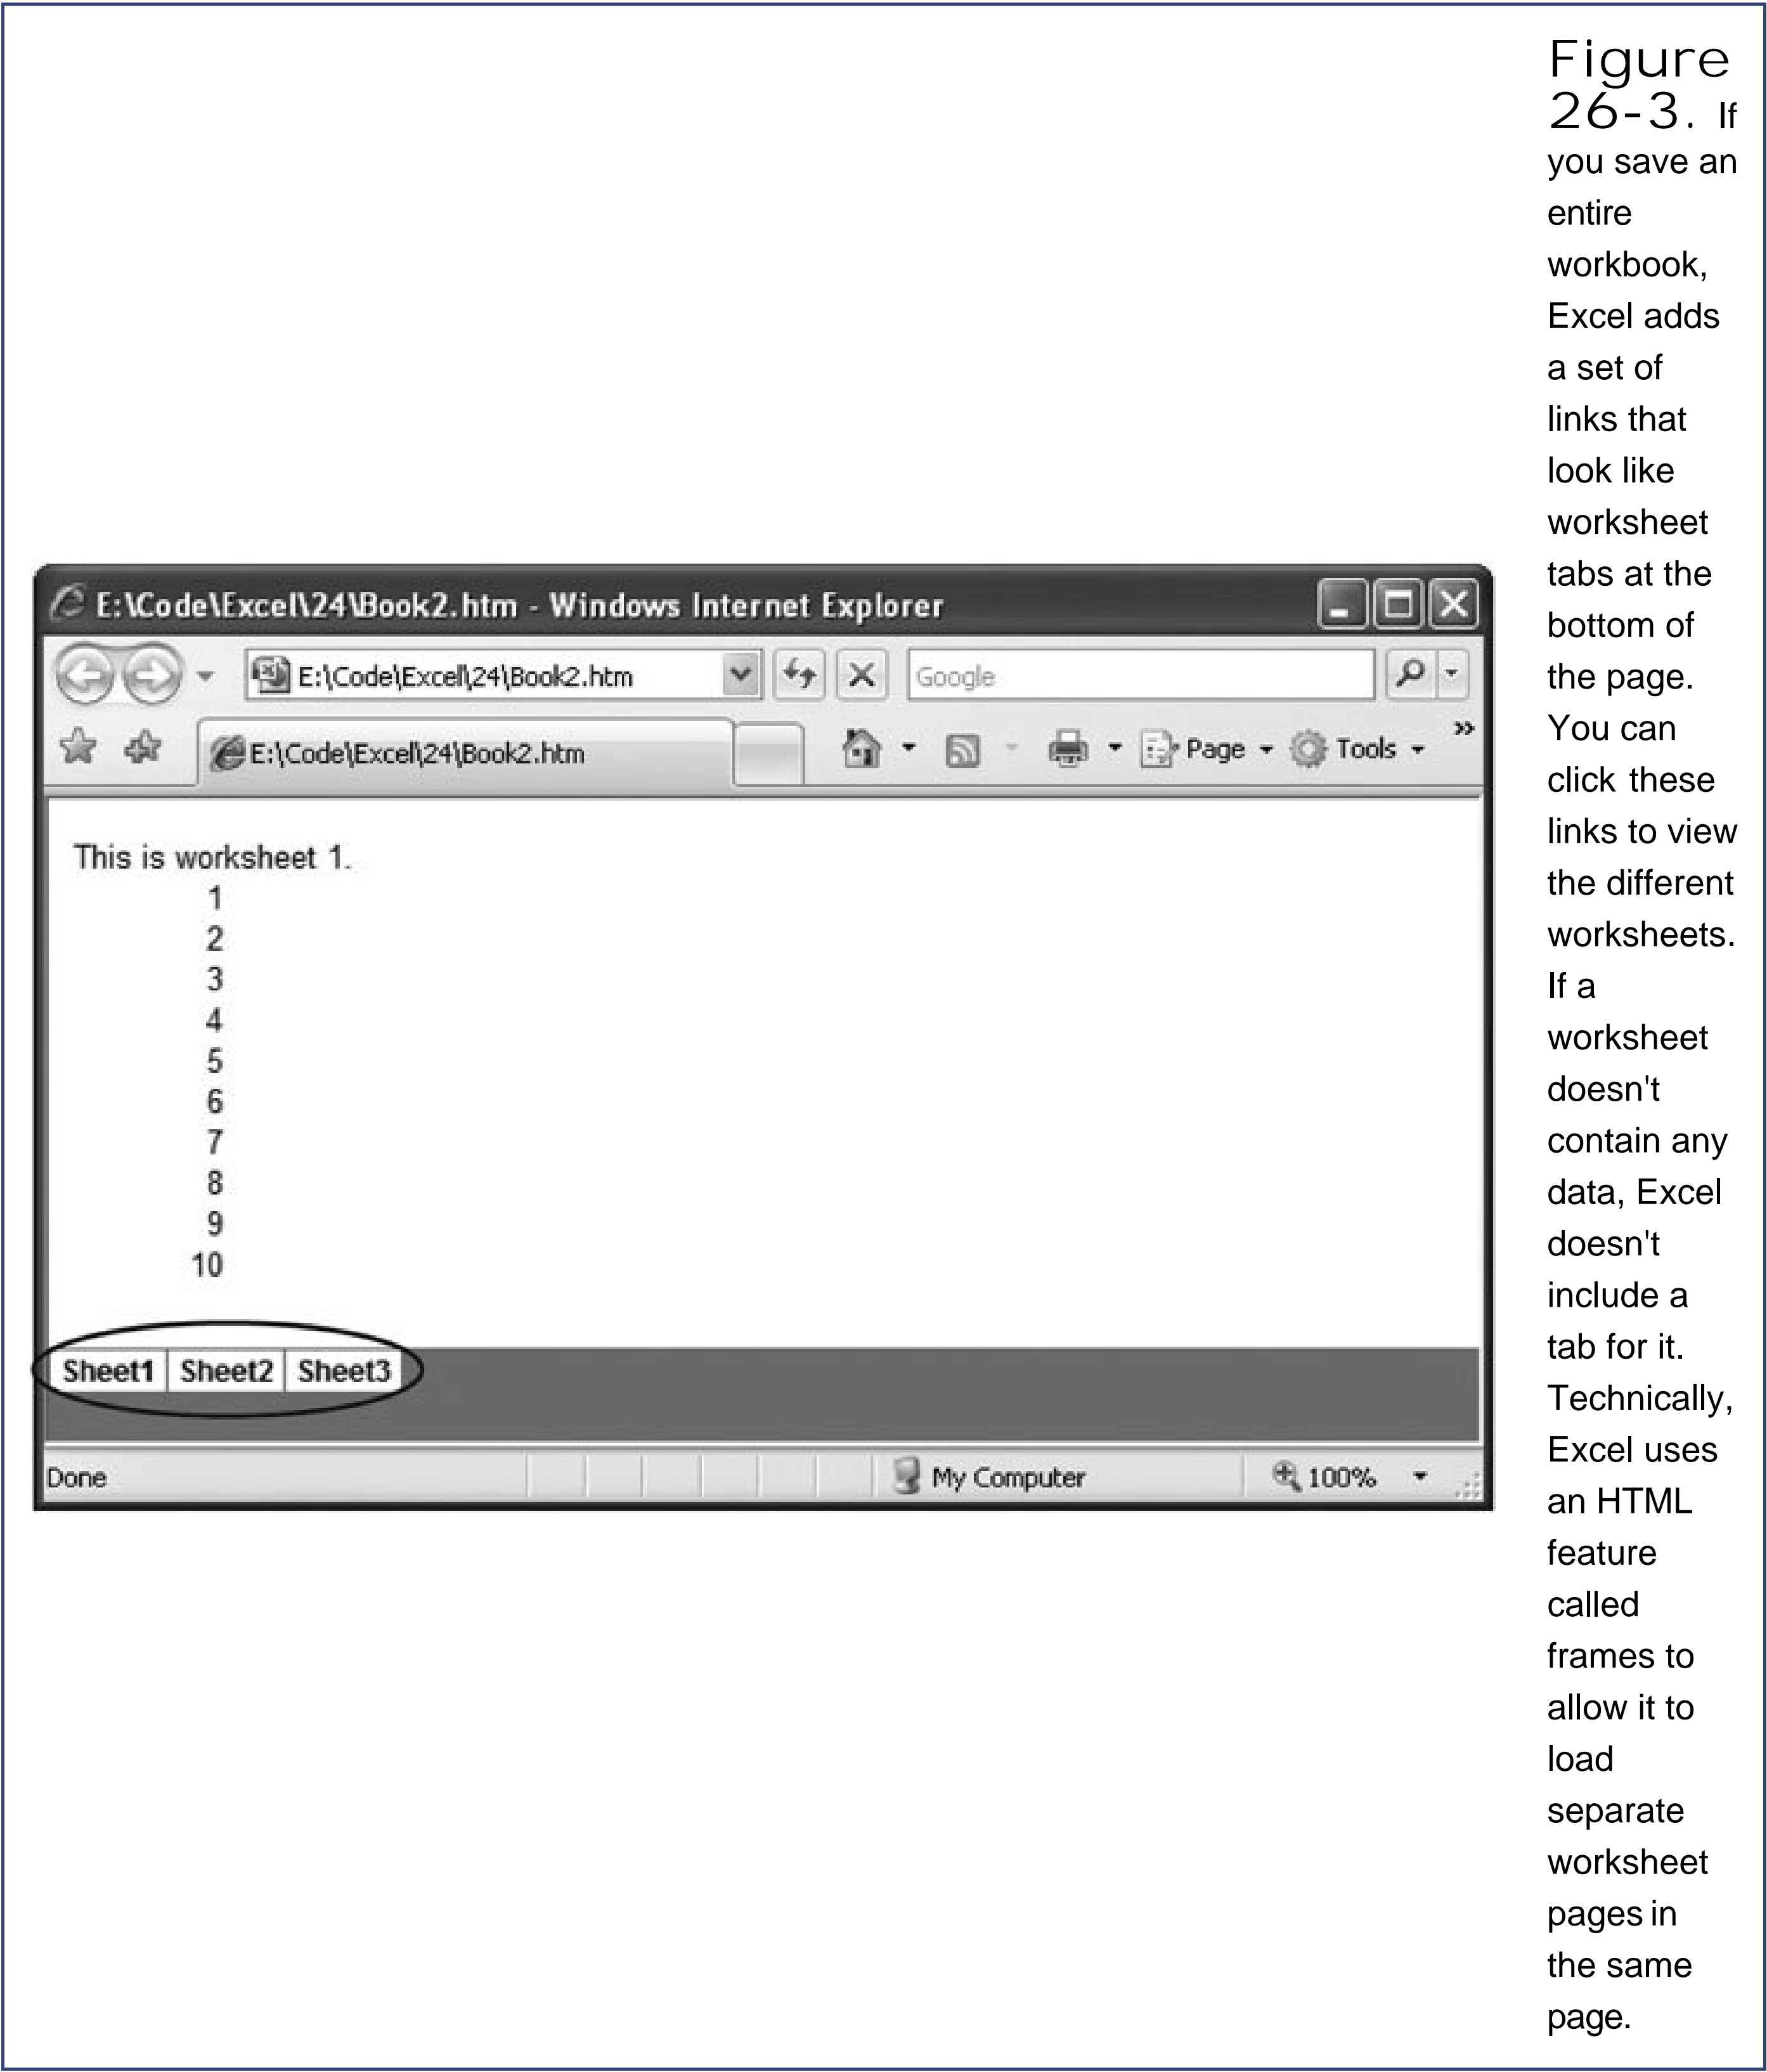 E:\Code\Excel\24\Book2.htm - Windows Internet Explorer
E:\Code\Excel\24\Book2.htm
Google
E:\Code\Excel\24\Book2.htm
Page
Tools
»
This is worksheet 1.
1
2
3
4
5
6
7
8
9
10
Sheet1 Sheet2 Sheet3
Done
My Computer
100%
Figure
26-3. If
you save an
entire
workbook,
Excel adds
a set of
links that
look like
worksheet
tabs at the
bottom of
the page.
You can
click these
links to view
the different
worksheets.
If a
worksheet
doesn't
contain any
data, Excel
doesn't
include a
tab for it.
Technically,
Excel uses
an HTML
feature
called
frames to
allow it to
load
separate
worksheet
pages in
the same
page.